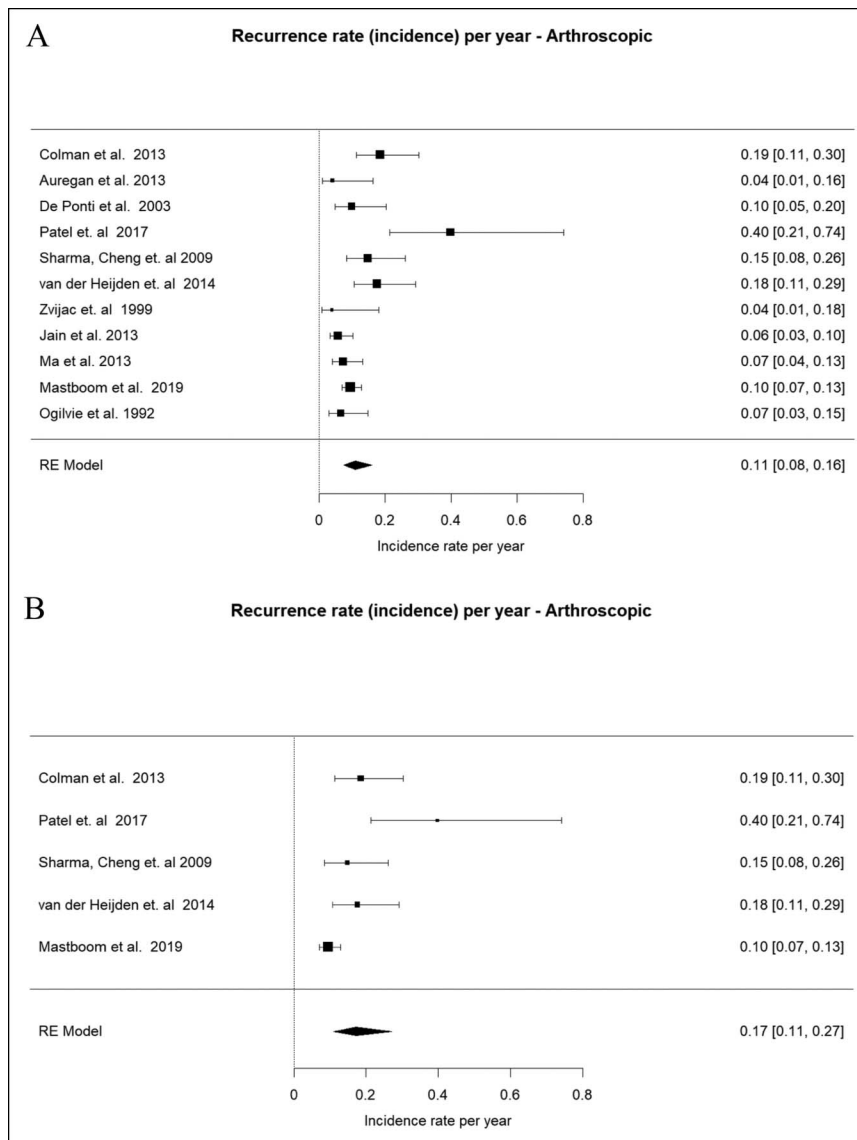 A
Recurrence rate (incidence) per year - Arthroscopic
Colman et al. 2013 0.19 [0.11, 0.30]
Auregan et al. 2013 0.04 [0.01, 0.16]
De Ponti et al. 2003 0.10 [0.05, 0.20]
Patel et. al 2017 0.40 [0.21, 0.74]
Sharma, Cheng et. al 2009 0.15 [0.08, 0.26]
van der Heijden et. al 2014 0.18 [0.11, 0.29]
Zvijac et. al 1999 0.04 [0.01, 0.18]
Jain et al. 2013 0.06 [0.03, 0.10]
Ma et al. 2013 0.07 [0.04, 0.13]
Mastboom et al. 2019 0.10 [0.07, 0.13]
Ogilvie et al. 1992 0.07 [0.03, 0.15]
RE Model 0.11 [0.08, 0.16]
0 0.2 0.4 0.6 0.8
Incidence rate per year
B
Recurrence rate (incidence) per year - Arthroscopic
Colman et al. 2013 0.19 [0.11, 0.30]
Patel et. al 2017 0.40 [0.21, 0.74]
Sharma, Cheng et. al 2009 0.15 [0.08, 0.26]
van der Heijden et. al 2014 0.18 [0.11, 0.29]
Mastboom et al. 2019 0.10 [0.07, 0.13]
RE Model 0.17 [0.11, 0.27]
0 0.2 0.4 0.6 0.8
Incidence rate per year